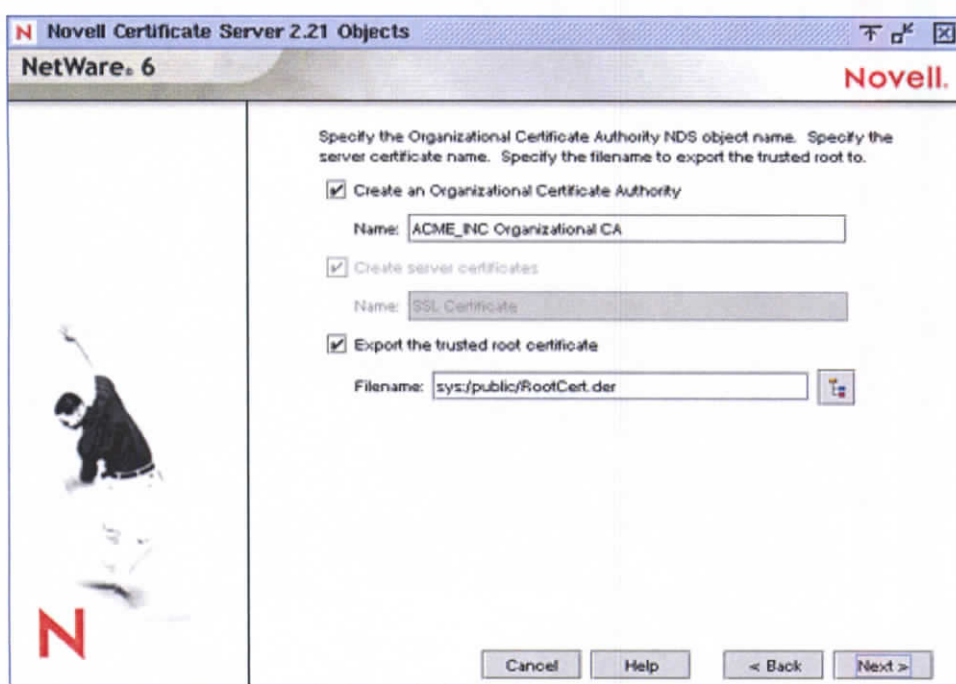 N Novell Certificate Server 2.21 Objects
NetWare® 6
Novell®
Specify the Organizational Certificate Authority NDS object name. Specify the
server certificate name. Specify the filename to export the trusted root to.
Create an Organizational Certificate Authority
Name: ACME_INC Organizational CA
Create server certificates
Name: SSL Certificate
Export the trusted root certificate
Filename: sys:/public/RootCert.der
N
Cancel Help < Back Next >